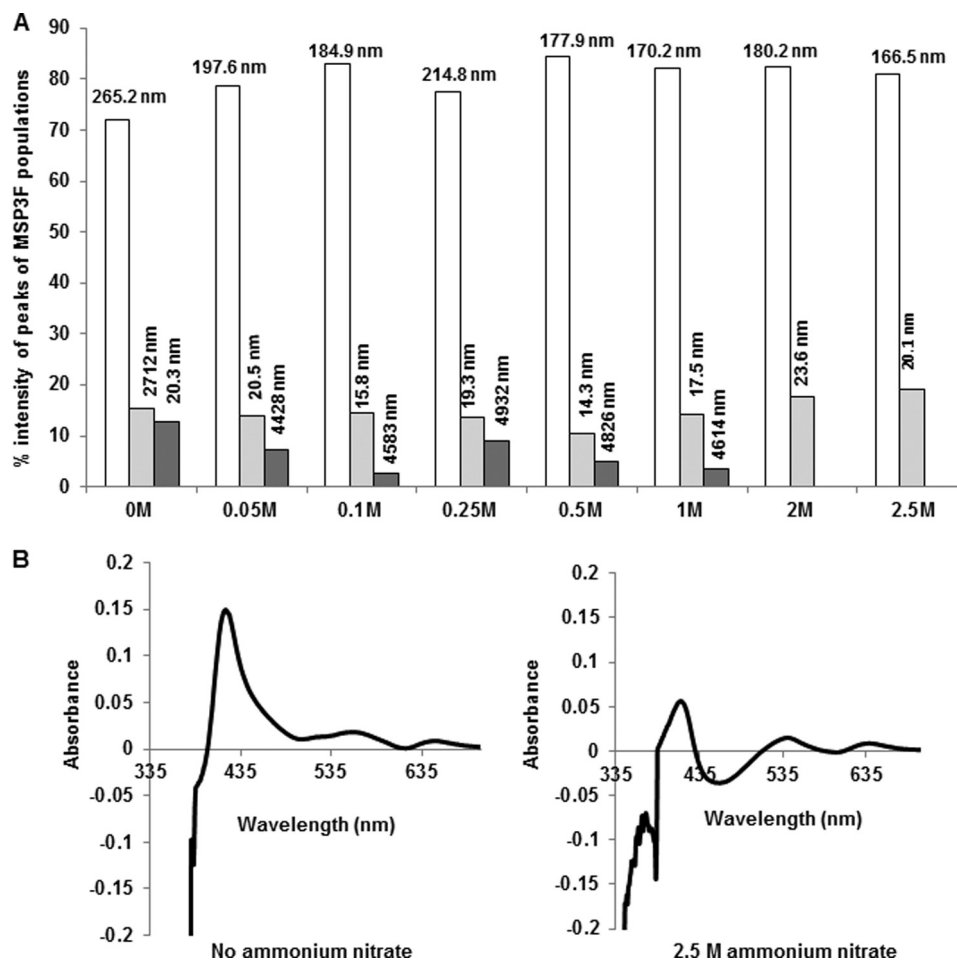 A
% intensity of peaks of MSP3F populations
90
80
70
60
50
40
30
20
10
0
265.2 nm
2712 nm
20.3 nm
197.6 nm
20.5 nm
4428 nm
184.9 nm
15.8 nm
4583 nm
214.8 nm
19.3 nm
4932 nm
177.9 nm
14.3 nm
4826 nm
170.2 nm
17.5 nm
4614 nm
180.2 nm
23.6 nm
166.5 nm
20.1 nm
0M 0.05M 0.1M 0.25M 0.5M 1M 2M 2.5M
B
Absorbance
0.2
0.15
0.1
0.05
0
-0.05
-0.1
-0.15
-0.2
335 435 535 635
Wavelength (nm)
No ammonium nitrate
Absorbance
0.2
0.15
0.1
0.05
0
-0.05
-0.1
-0.15
-0.2
335 435 535 635
Wavelength (nm)
2.5 M ammonium nitrate